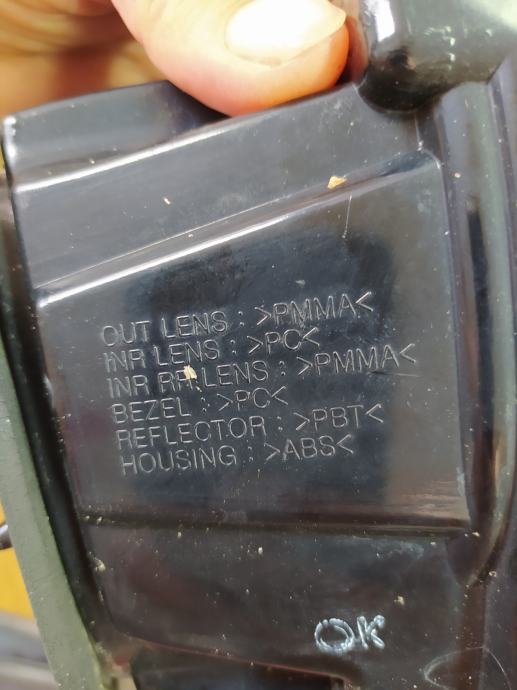 OUT LENS : >PMMA<
INR LENS : >PC<
INR RR LENS : >PMMA<
BEZEL : >PC<
REFLECTOR : >PBT<
HOUSING : >ABS<
OK